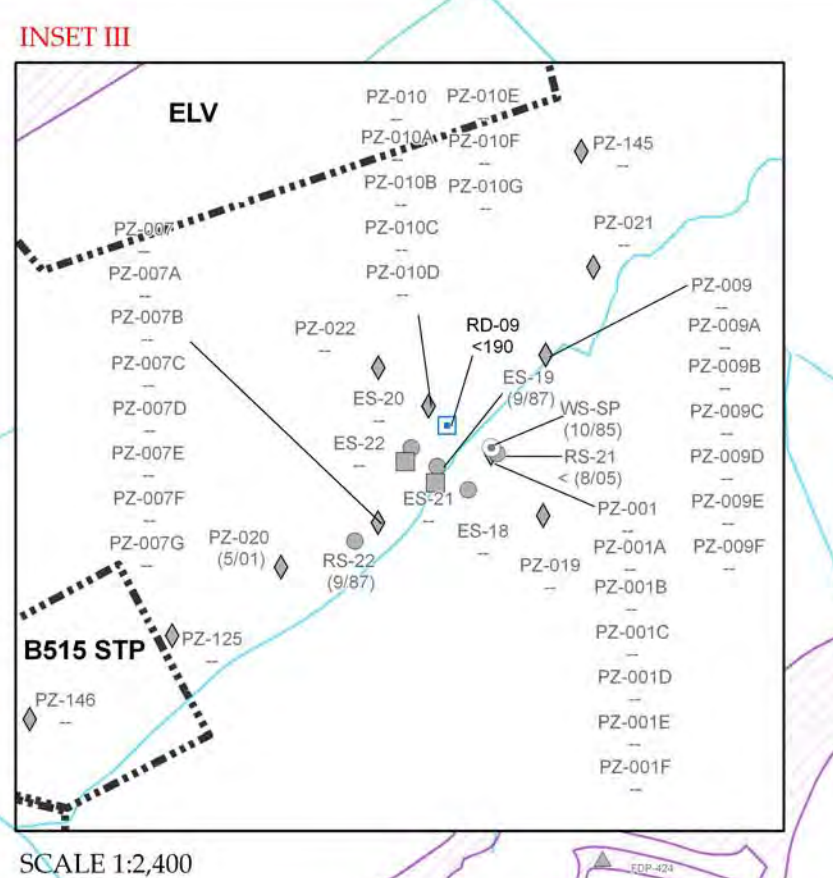 INSET III
ELV
PZ-010
--
PZ-010A
--
PZ-010B
--
PZ-010C
--
PZ-010D
--
PZ-010E
--
PZ-010F
--
PZ-010G
--
PZ-145
--
PZ-021
--
PZ-007
--
PZ-007A
--
PZ-007B
--
PZ-007C
--
PZ-007D
--
PZ-007E
--
PZ-007F
--
PZ-007G
--
PZ-022
--
RD-09
<190
PZ-009
--
PZ-009A
--
PZ-009B
--
PZ-009C
--
PZ-009D
--
PZ-009E
--
PZ-009F
--
ES-20
--
ES-19
(9/87)
WS-SP
(10/85)
ES-22
--
RS-21
< (8/05)
ES-21
--
ES-18
--
PZ-001
--
PZ-001A
--
PZ-001B
--
PZ-001C
--
PZ-001D
--
PZ-001E
--
PZ-001F
--
PZ-020
(5/01)
RS-22
(9/87)
PZ-019
--
B515 STP
PZ-125
--
PZ-146
--
SCALE 1:2,400
EDP-424